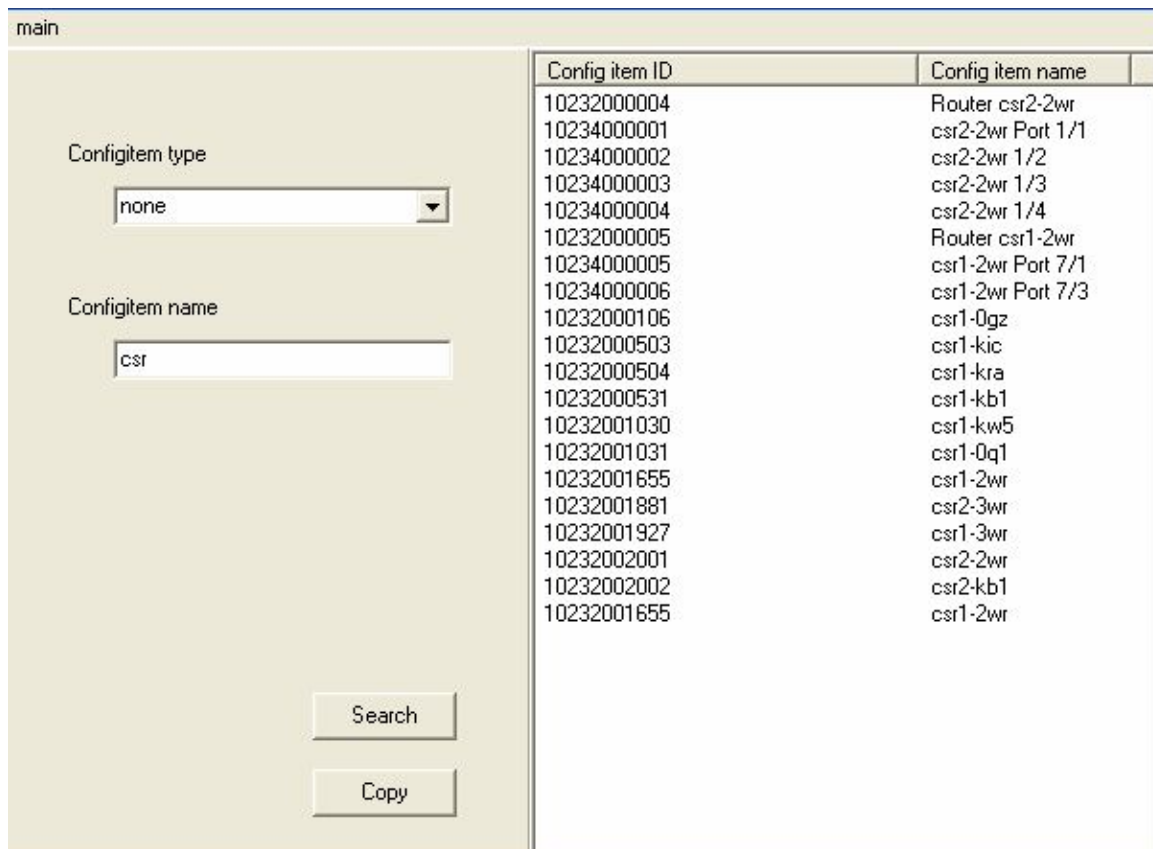 main
Configitem type
none
Configitem name
csr
Search
Copy
Config item ID Config item name
10232000004 Router csr2-2wr
10234000001 csr2-2wr Port 1/1
10234000002 csr2-2wr 1/2
10234000003 csr2-2wr 1/3
10234000004 csr2-2wr 1/4
10232000005 Router csr1-2wr
10234000005 csr1-2wr Port 7/1
10234000006 csr1-2wr Port 7/3
10232000106 csr1-0gz
10232000503 csr1-kic
10232000504 csr1-kra
10232000531 csr1-kb1
10232001030 csr1-kw5
10232001031 csr1-0q1
10232001655 csr1-2wr
10232001881 csr2-3wr
10232001927 csr1-3wr
10232002001 csr2-2wr
10232002002 csr2-kb1
10232001655 csr1-2wr